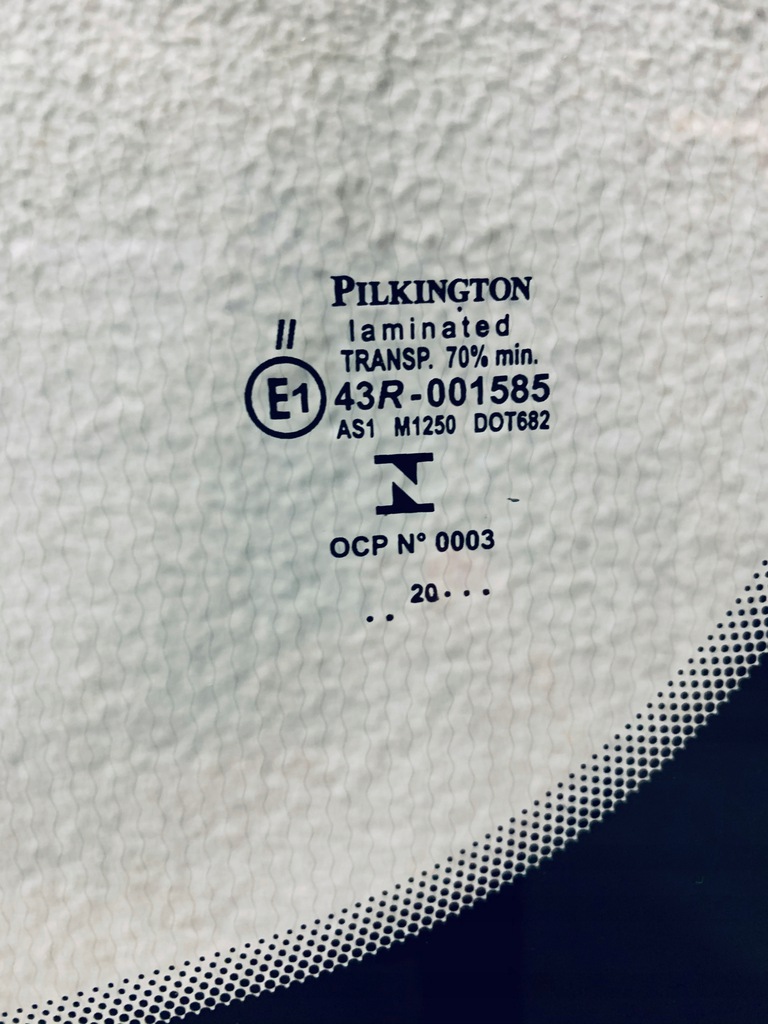 PILKINGTON
II laminated
TRANSP. 70% min.
E1 43R-001585
AS1 M1250 DOT682
OCP N° 0003
.. 20...